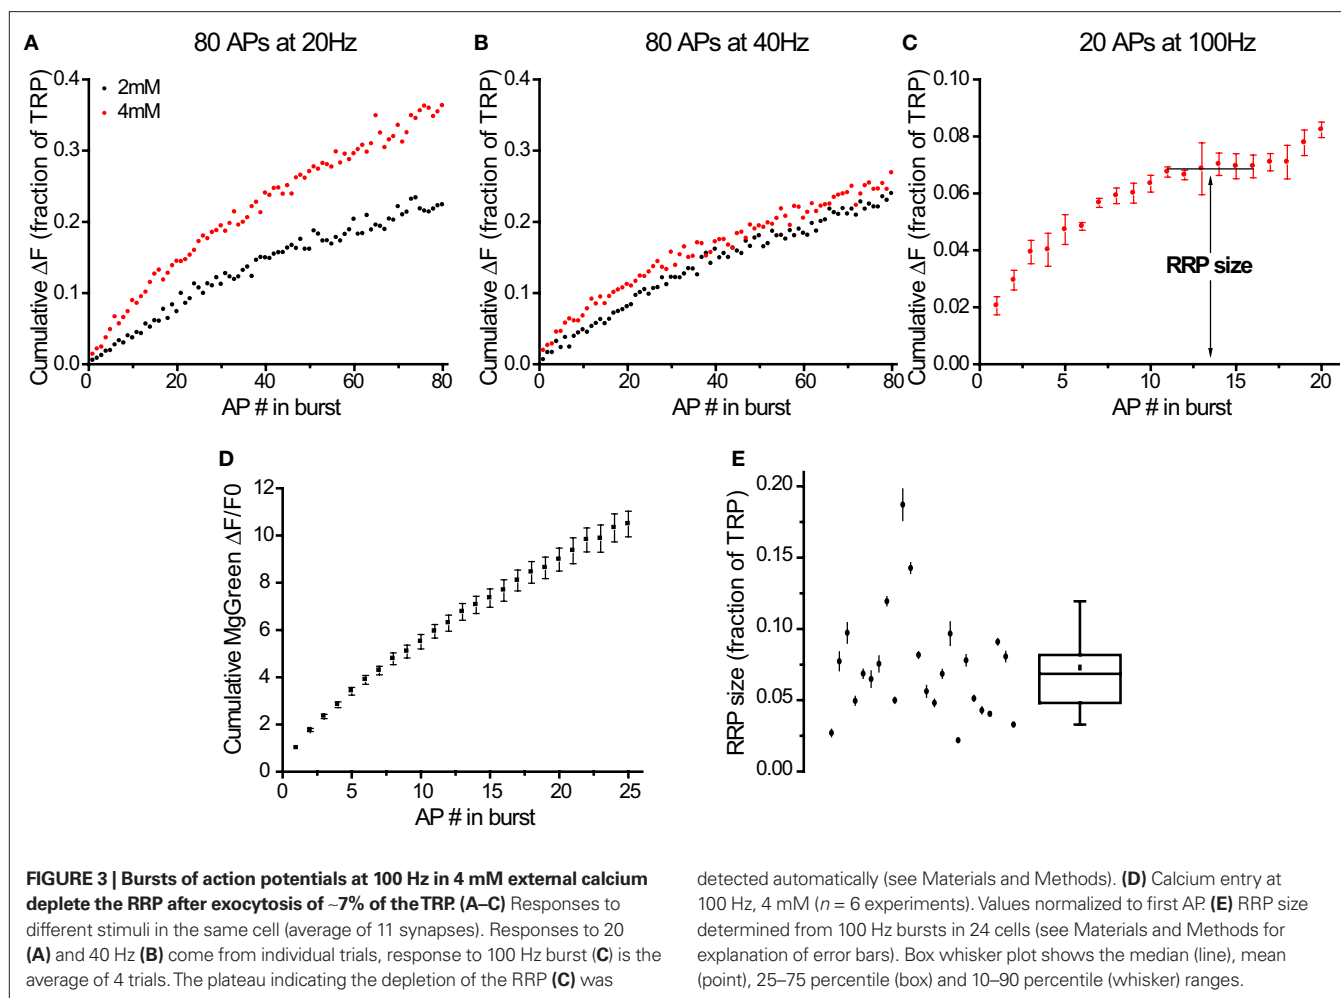 A
80 APs at 20Hz
Cumulative ΔF (fraction of TRP)
0.4
0.3
0.2
0.1
0.0
2mM
4mM
0
20
40
60
80
AP # in burst
B
80 APs at 40Hz
Cumulative ΔF (fraction of TRP)
0.4
0.3
0.2
0.1
0.0
0
20
40
60
80
AP # in burst
C
20 APs at 100Hz
Cumulative ΔF (fraction of TRP)
0.10
0.08
0.06
0.04
0.02
0.00
RRP size
0
5
10
15
20
AP # in burst
D
Cumulative MgGreen ΔF/F0
12
10
8
6
4
2
0
0
5
10
15
20
25
AP # in burst
E
RRP size (fraction of TRP)
0.20
0.15
0.10
0.05
0.00
FIGURE 3 | Bursts of action potentials at 100 Hz in 4 mM external calcium
deplete the RRP after exocytosis of ~7% of the TRP. (A–C) Responses to
different stimuli in the same cell (average of 11 synapses). Responses to 20
(A) and 40 Hz (B) come from individual trials, response to 100 Hz burst (C) is the
average of 4 trials. The plateau indicating the depletion of the RRP (C) was
detected automatically (see Materials and Methods). (D) Calcium entry at
100 Hz, 4 mM (n = 6 experiments). Values normalized to first AP. (E) RRP size
determined from 100 Hz bursts in 24 cells (see Materials and Methods for
explanation of error bars). Box whisker plot shows the median (line), mean
(point), 25–75 percentile (box) and 10–90 percentile (whisker) ranges.